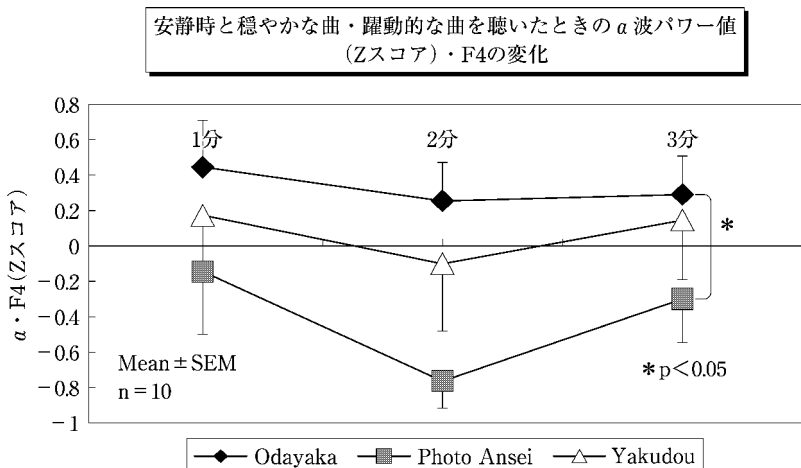 安静時と穏やかな曲・躍動的な曲を聴いたときのα波パワー値
(Zスコア)・F4の変化
0.8
0.6
0.4
0.2
0
−0.2
−0.4
−0.6
−0.8
−1
α・F4(Zスコア)
1分
2分
3分
*
Mean±SEM
n=10
*p<0.05
Odayaka
Photo Ansei
Yakudou